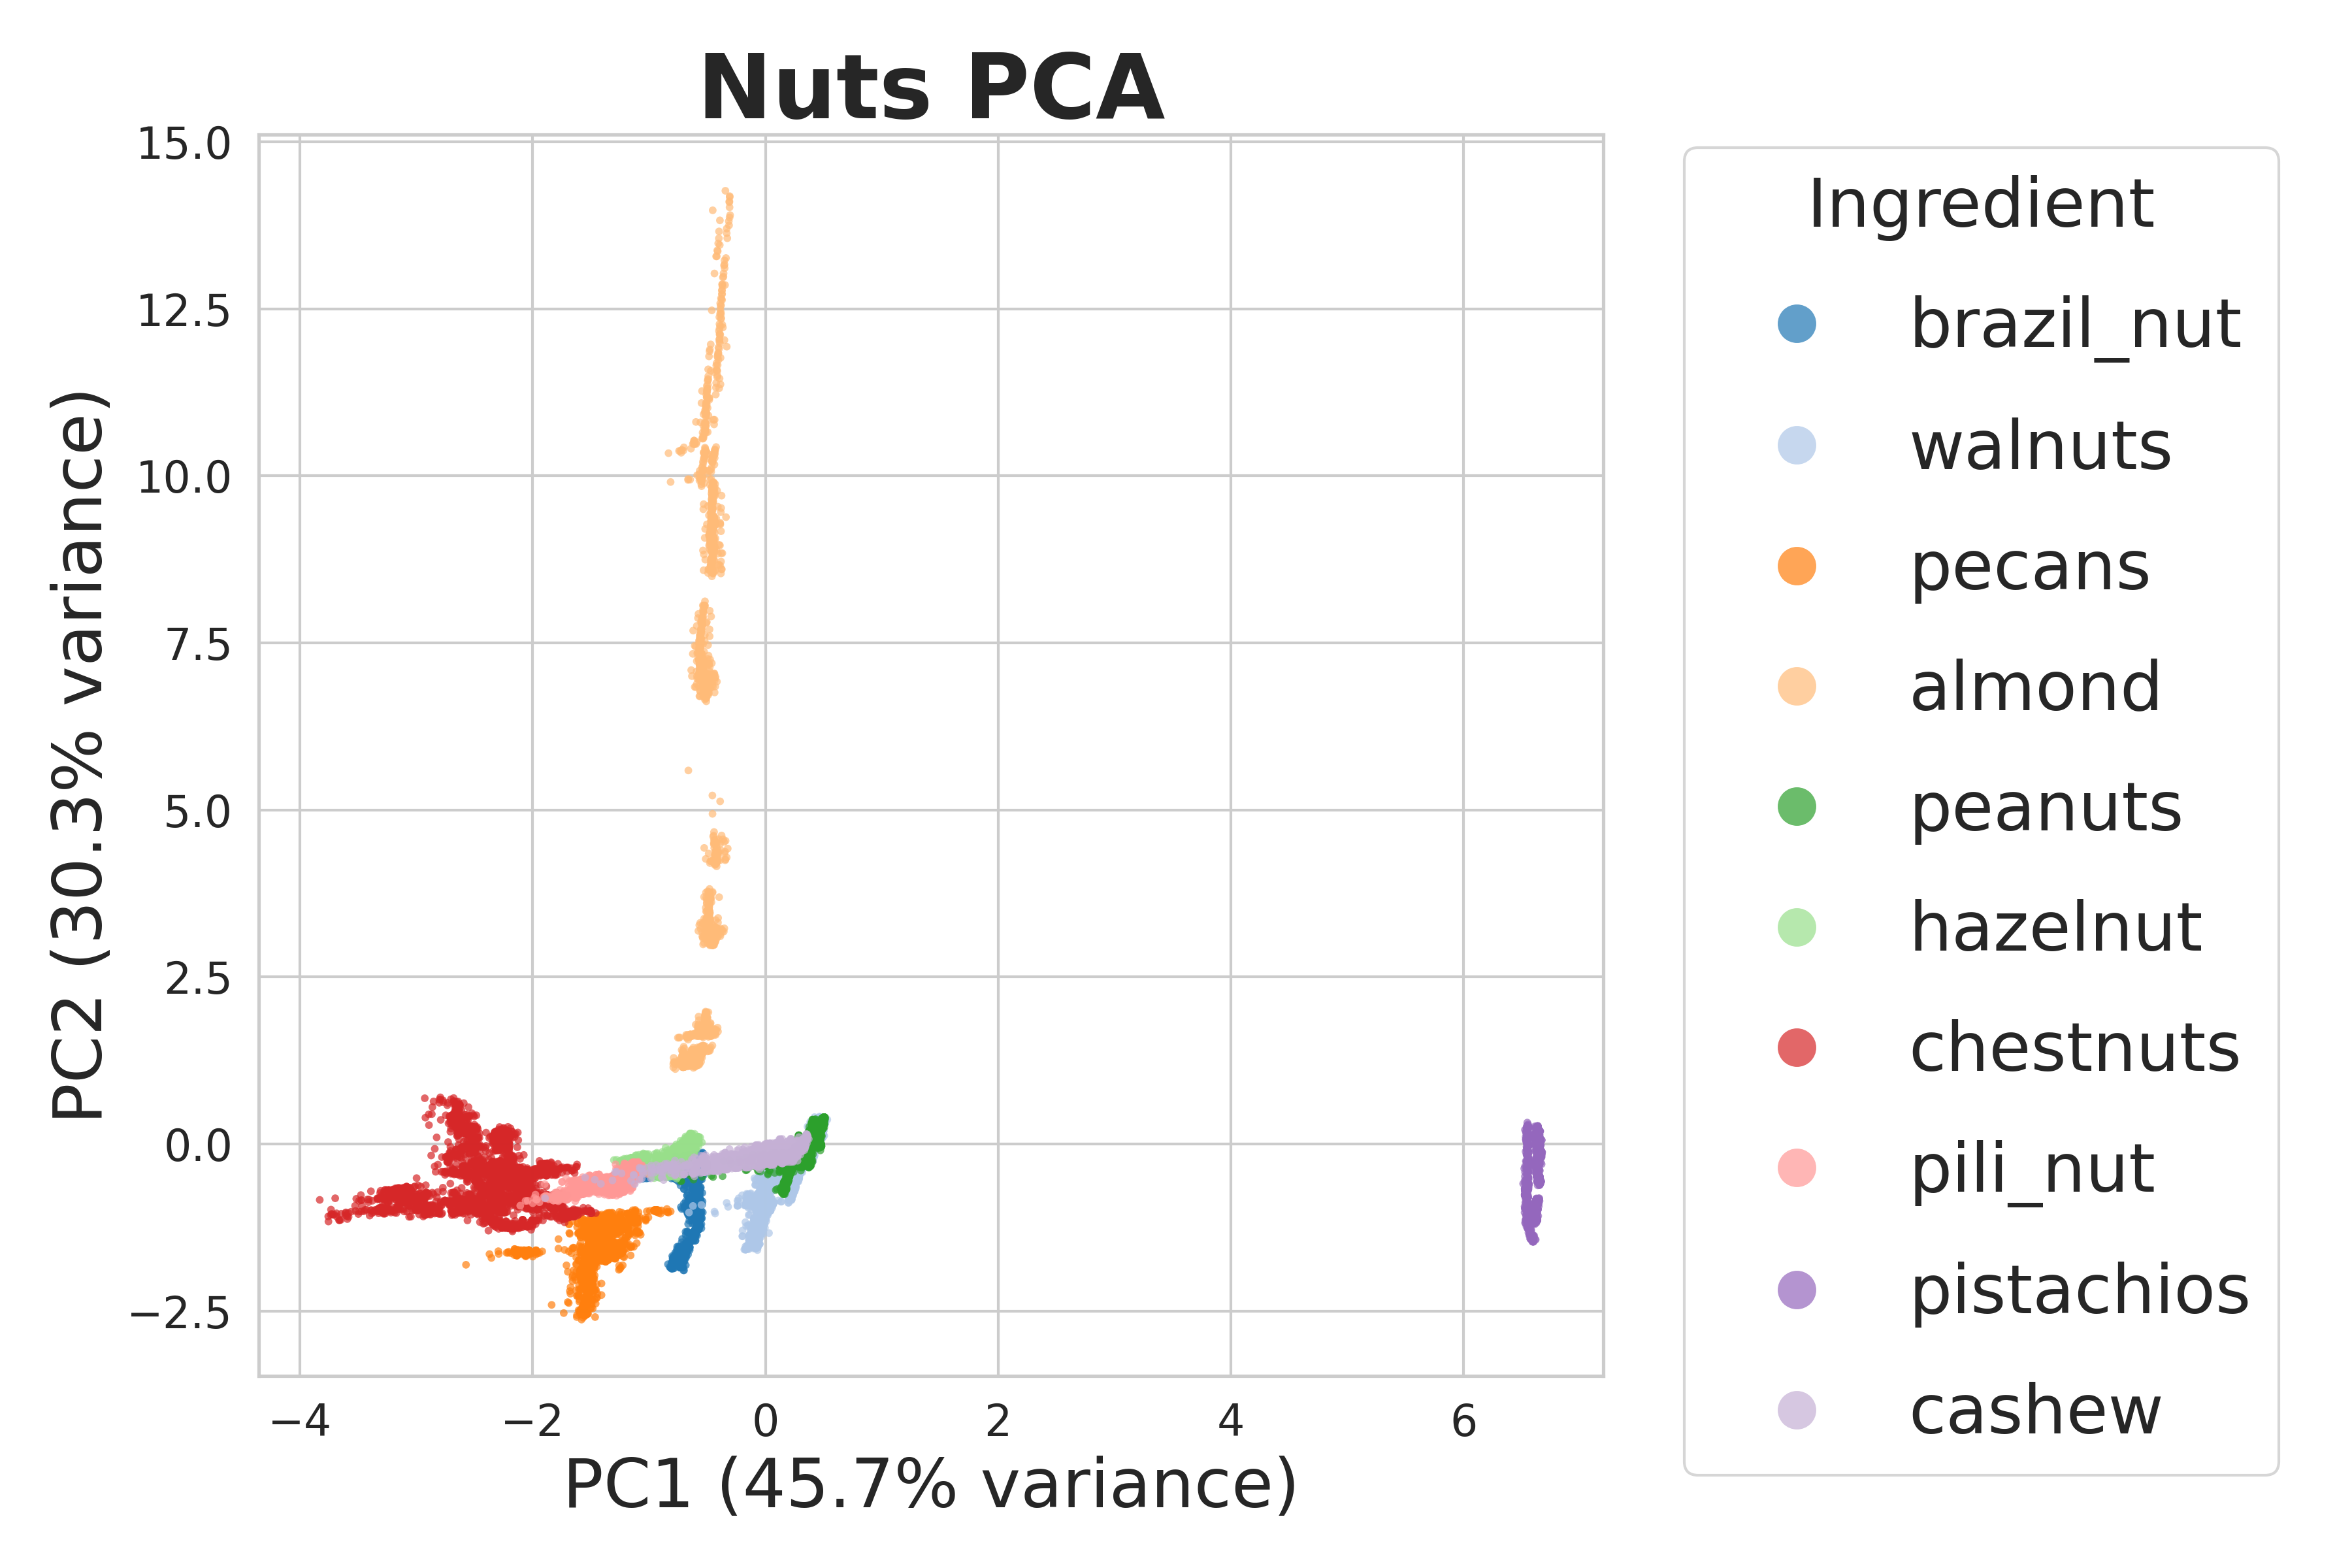 Nuts PCA
15.0
12.5
10.0
7.5
5.0
2.5
0.0
−2.5
PC2 (30.3% variance)
−4
−2
0
2
4
6
PC1 (45.7% variance)
Ingredient
brazil_nut
walnuts
pecans
almond
peanuts
hazelnut
chestnuts
pili_nut
pistachios
cashew